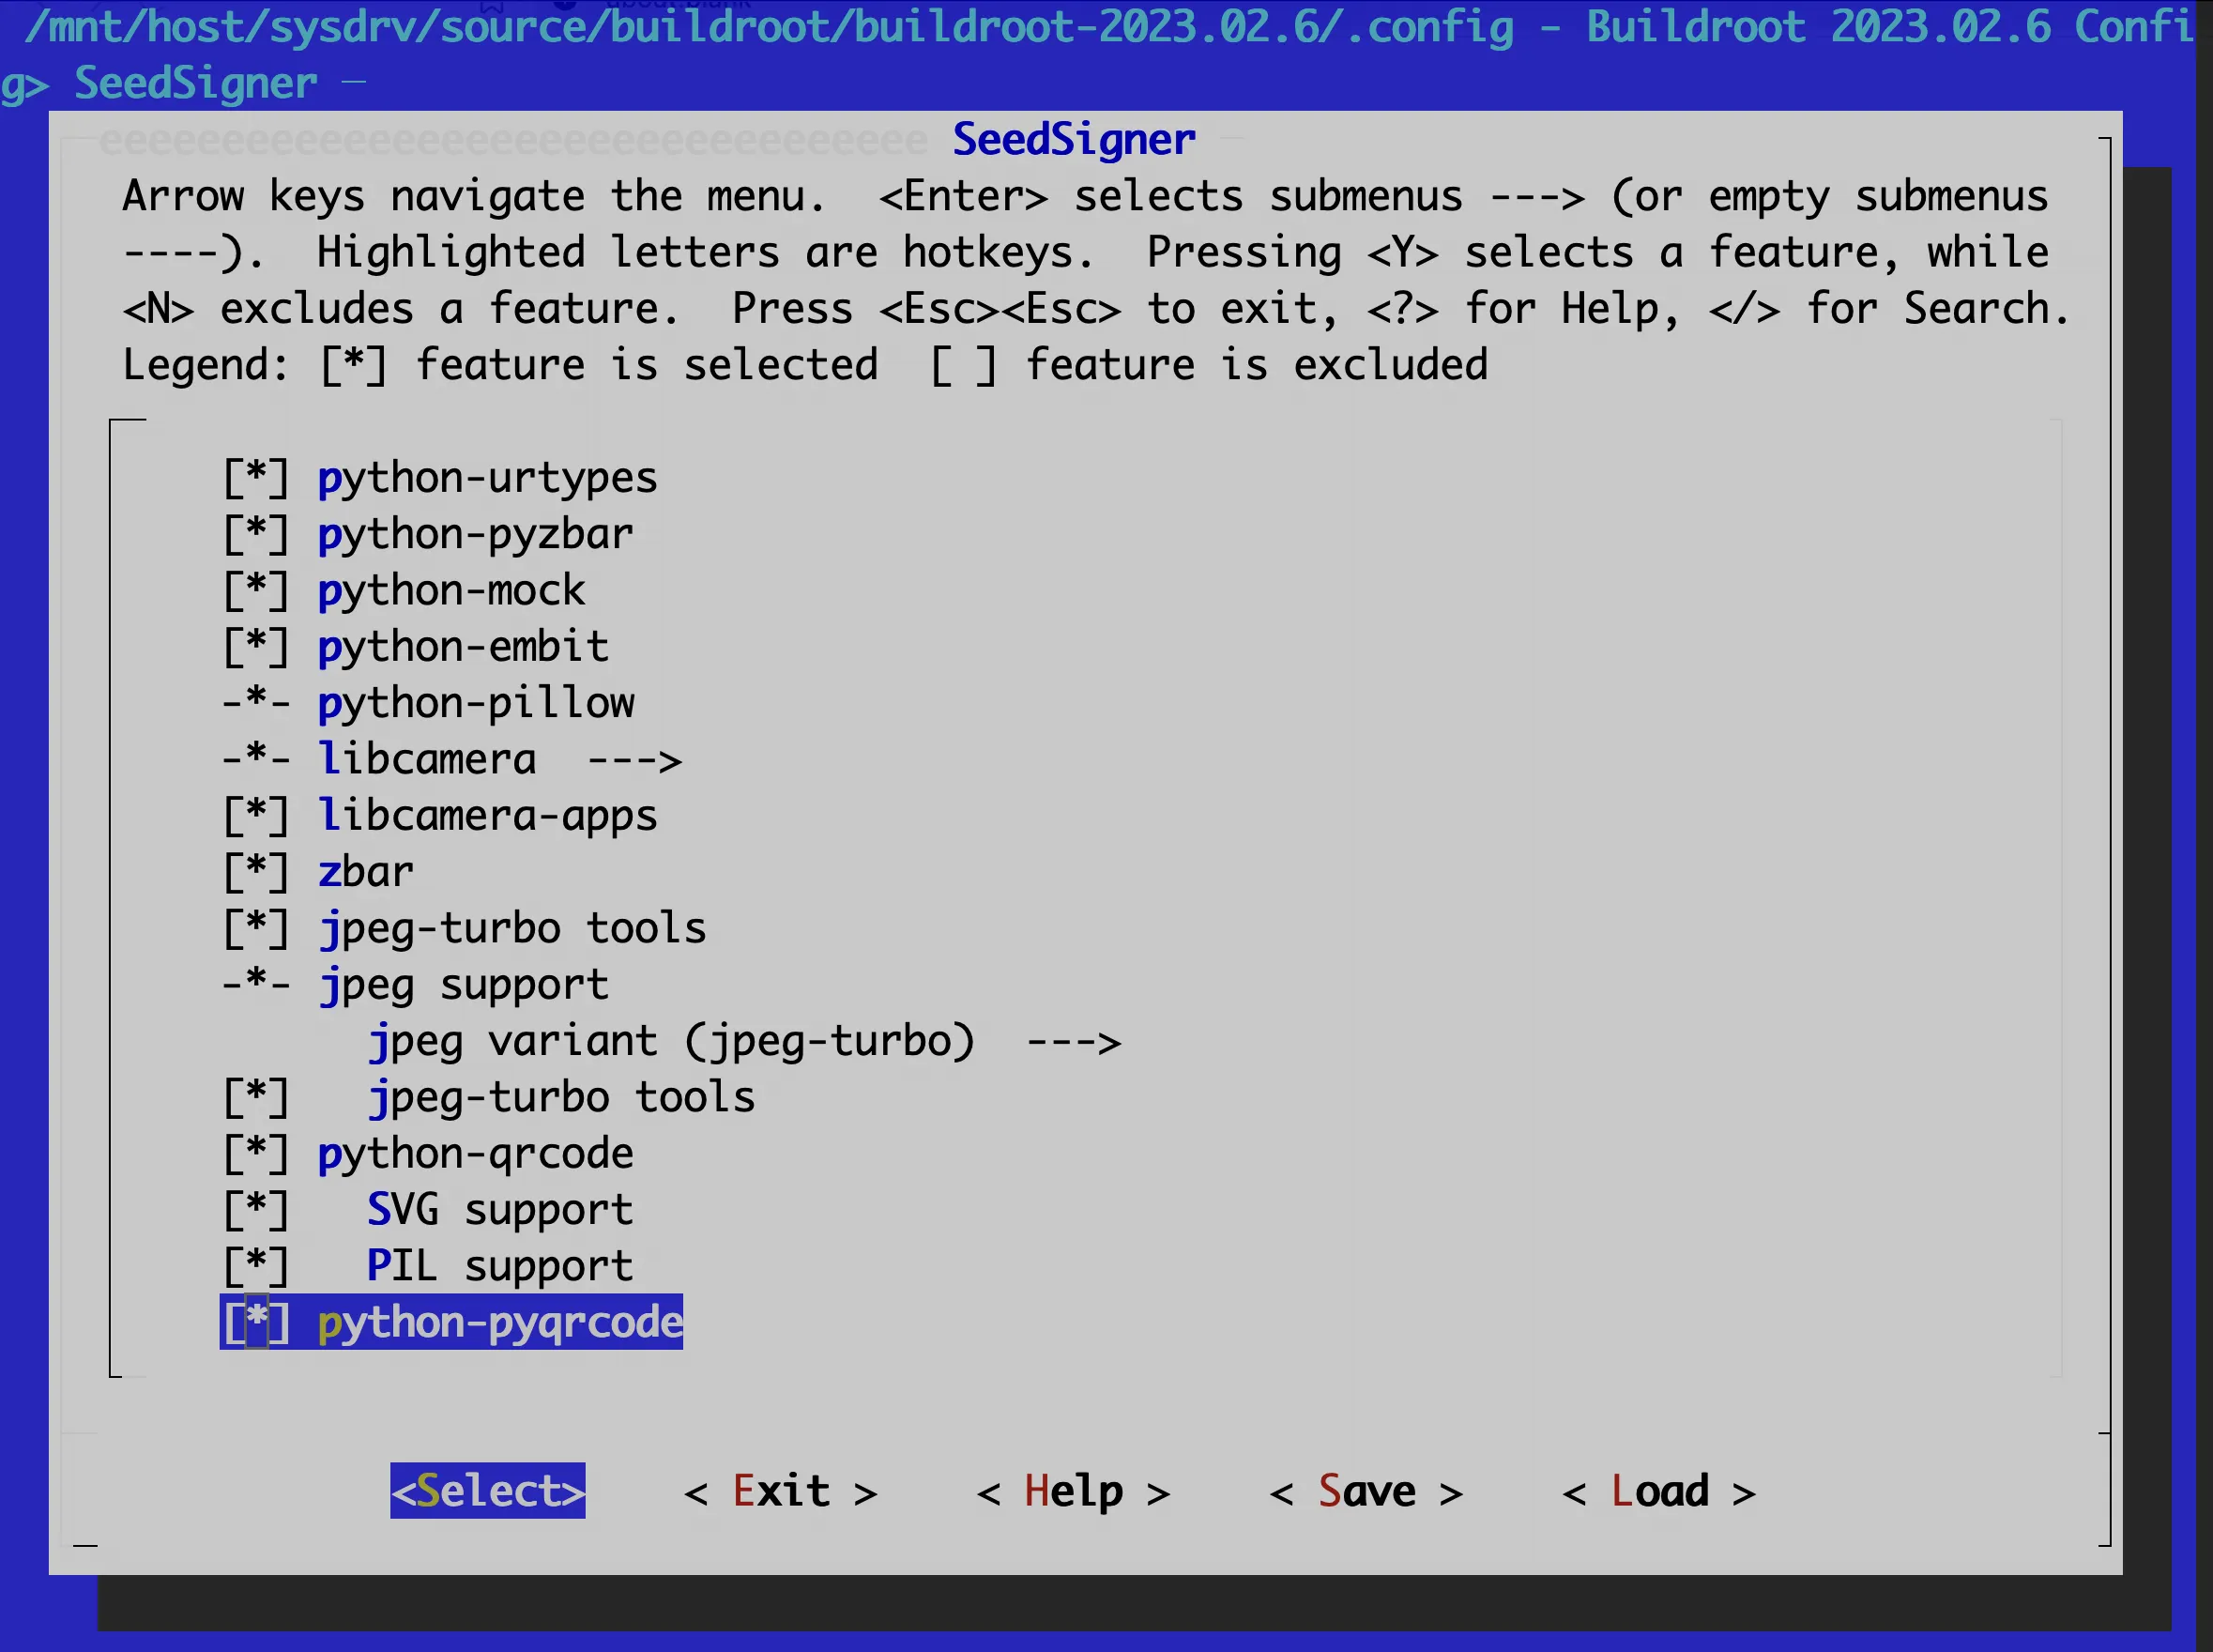 /mnt/host/sysdrv/source/buildroot/buildroot-2023.02.6/.config - Buildroot 2023.02.6 Confi
g> SeedSigner —
eeeeeeeeeeeeeeeeeeeeeeeeeeeeeeeeee SeedSigner
Arrow keys navigate the menu.  <Enter> selects submenus ---> (or empty submenus
----).  Highlighted letters are hotkeys.  Pressing <Y> selects a feature, while
<N> excludes a feature.  Press <Esc><Esc> to exit, <?> for Help, </> for Search.
Legend: [*] feature is selected  [ ] feature is excluded
[*] python-urtypes
[*] python-pyzbar
[*] python-mock
[*] python-embit
-*- python-pillow
-*- libcamera  --->
[*] libcamera-apps
[*] zbar
[*] jpeg-turbo tools
-*- jpeg support
jpeg variant (jpeg-turbo)  --->
[*]   jpeg-turbo tools
[*] python-qrcode
[*]   SVG support
[*]   PIL support
[*] python-pyqrcode
<Select>    < Exit >    < Help >    < Save >    < Load >